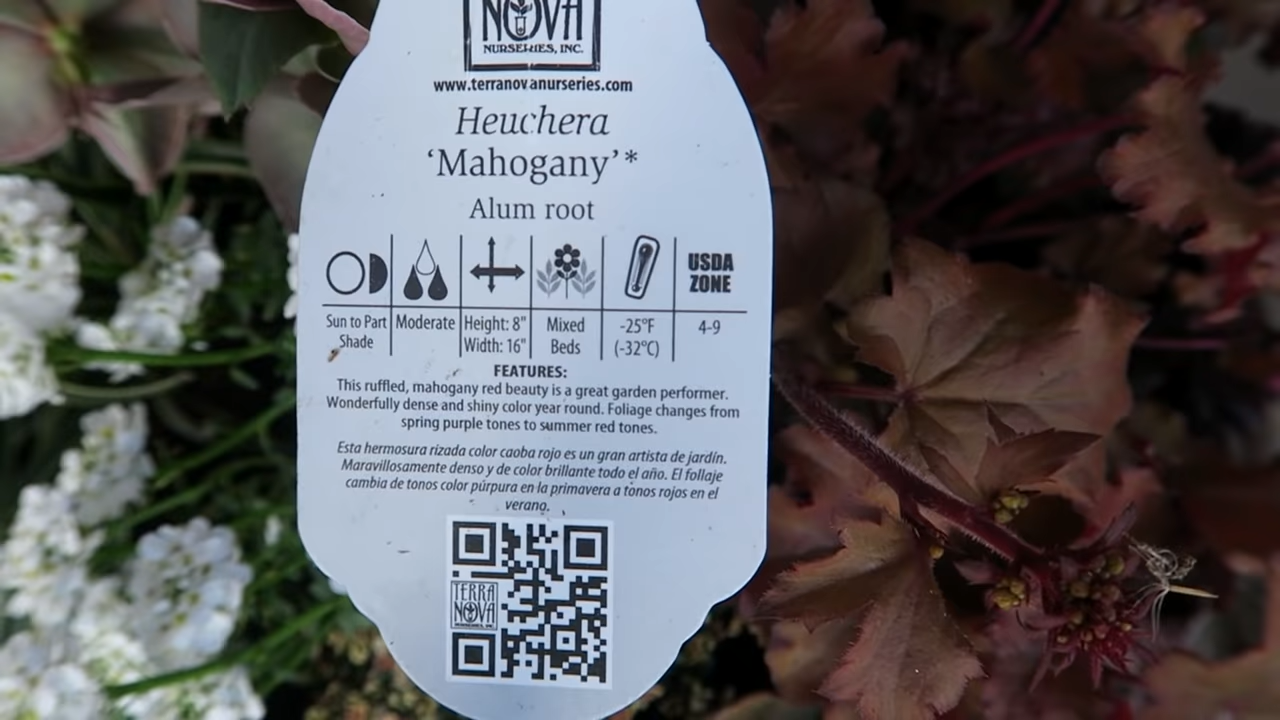 NOVA
NURSERIES, INC.
www.terranovanurseries.com
Heuchera
‘Mahogany’*
Alum root
USDA
ZONE
Sun to Part
Shade
Moderate
Height: 8"
Width: 16"
Mixed
Beds
-25°F
(-32°C)
4-9
FEATURES:
This ruffled, mahogany red beauty is a great garden performer.
Wonderfully dense and shiny color year round. Foliage changes from
spring purple tones to summer red tones.
Esta hermosura rizada color caoba rojo es un gran artista de jardín.
Maravillosamente denso y de color brillante todo el año. El follaje
cambia de tonos color púrpura en la primavera a tonos rojos en el
verano.
TERRA
NOVA
NURSERIES, INC.